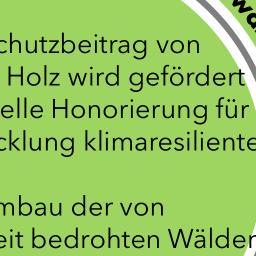 chutzbeitrag von
Holz wird gefördert
elle Honorierung für
cklung klimaresiliente
mbau der von
eit bedrohten Wälder